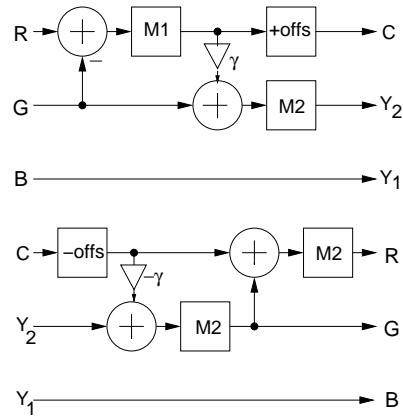 R + M1 +offs C
− γ
G + M2 Y2
B Y1
C −offs + M2 R
−γ
Y2 + M2 G
Y1 B